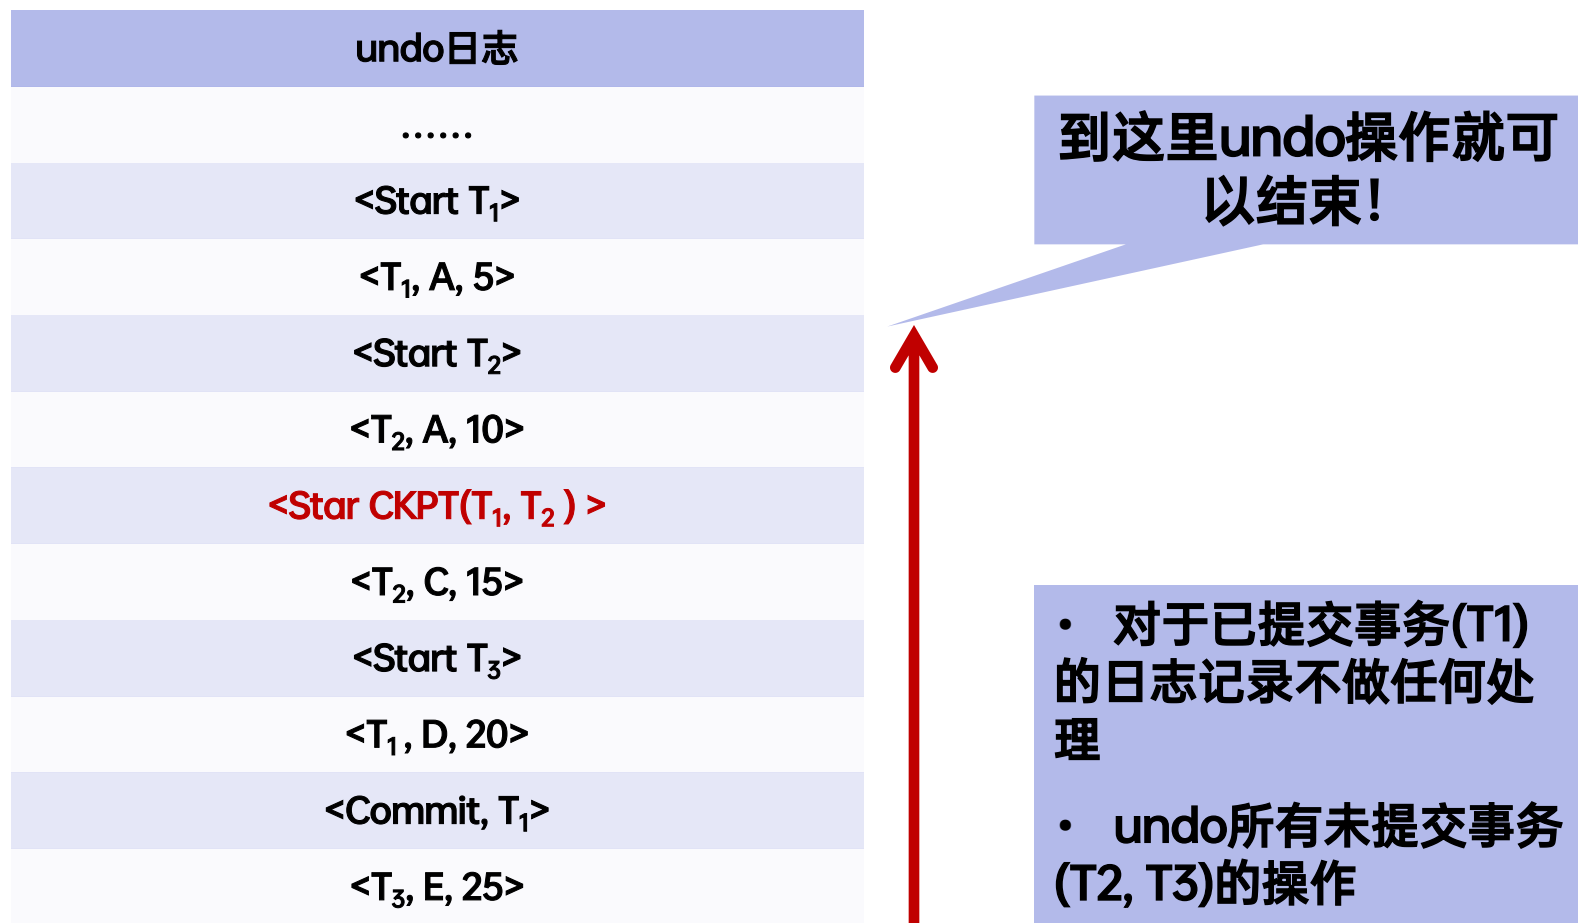 undo日志
......
<Start T₁>
<T₁, A, 5>
<Start T₂>
<T₂, A, 10>
<Star CKPT(T₁, T₂ ) >
<T₂, C, 15>
<Start T₃>
<T₁ , D, 20>
<Commit, T₁>
<T₃, E, 25>
到这里undo操作就可
以结束!
• 对于已提交事务(T1)
的日志记录不做任何处
理
• undo所有未提交事务
(T2, T3)的操作